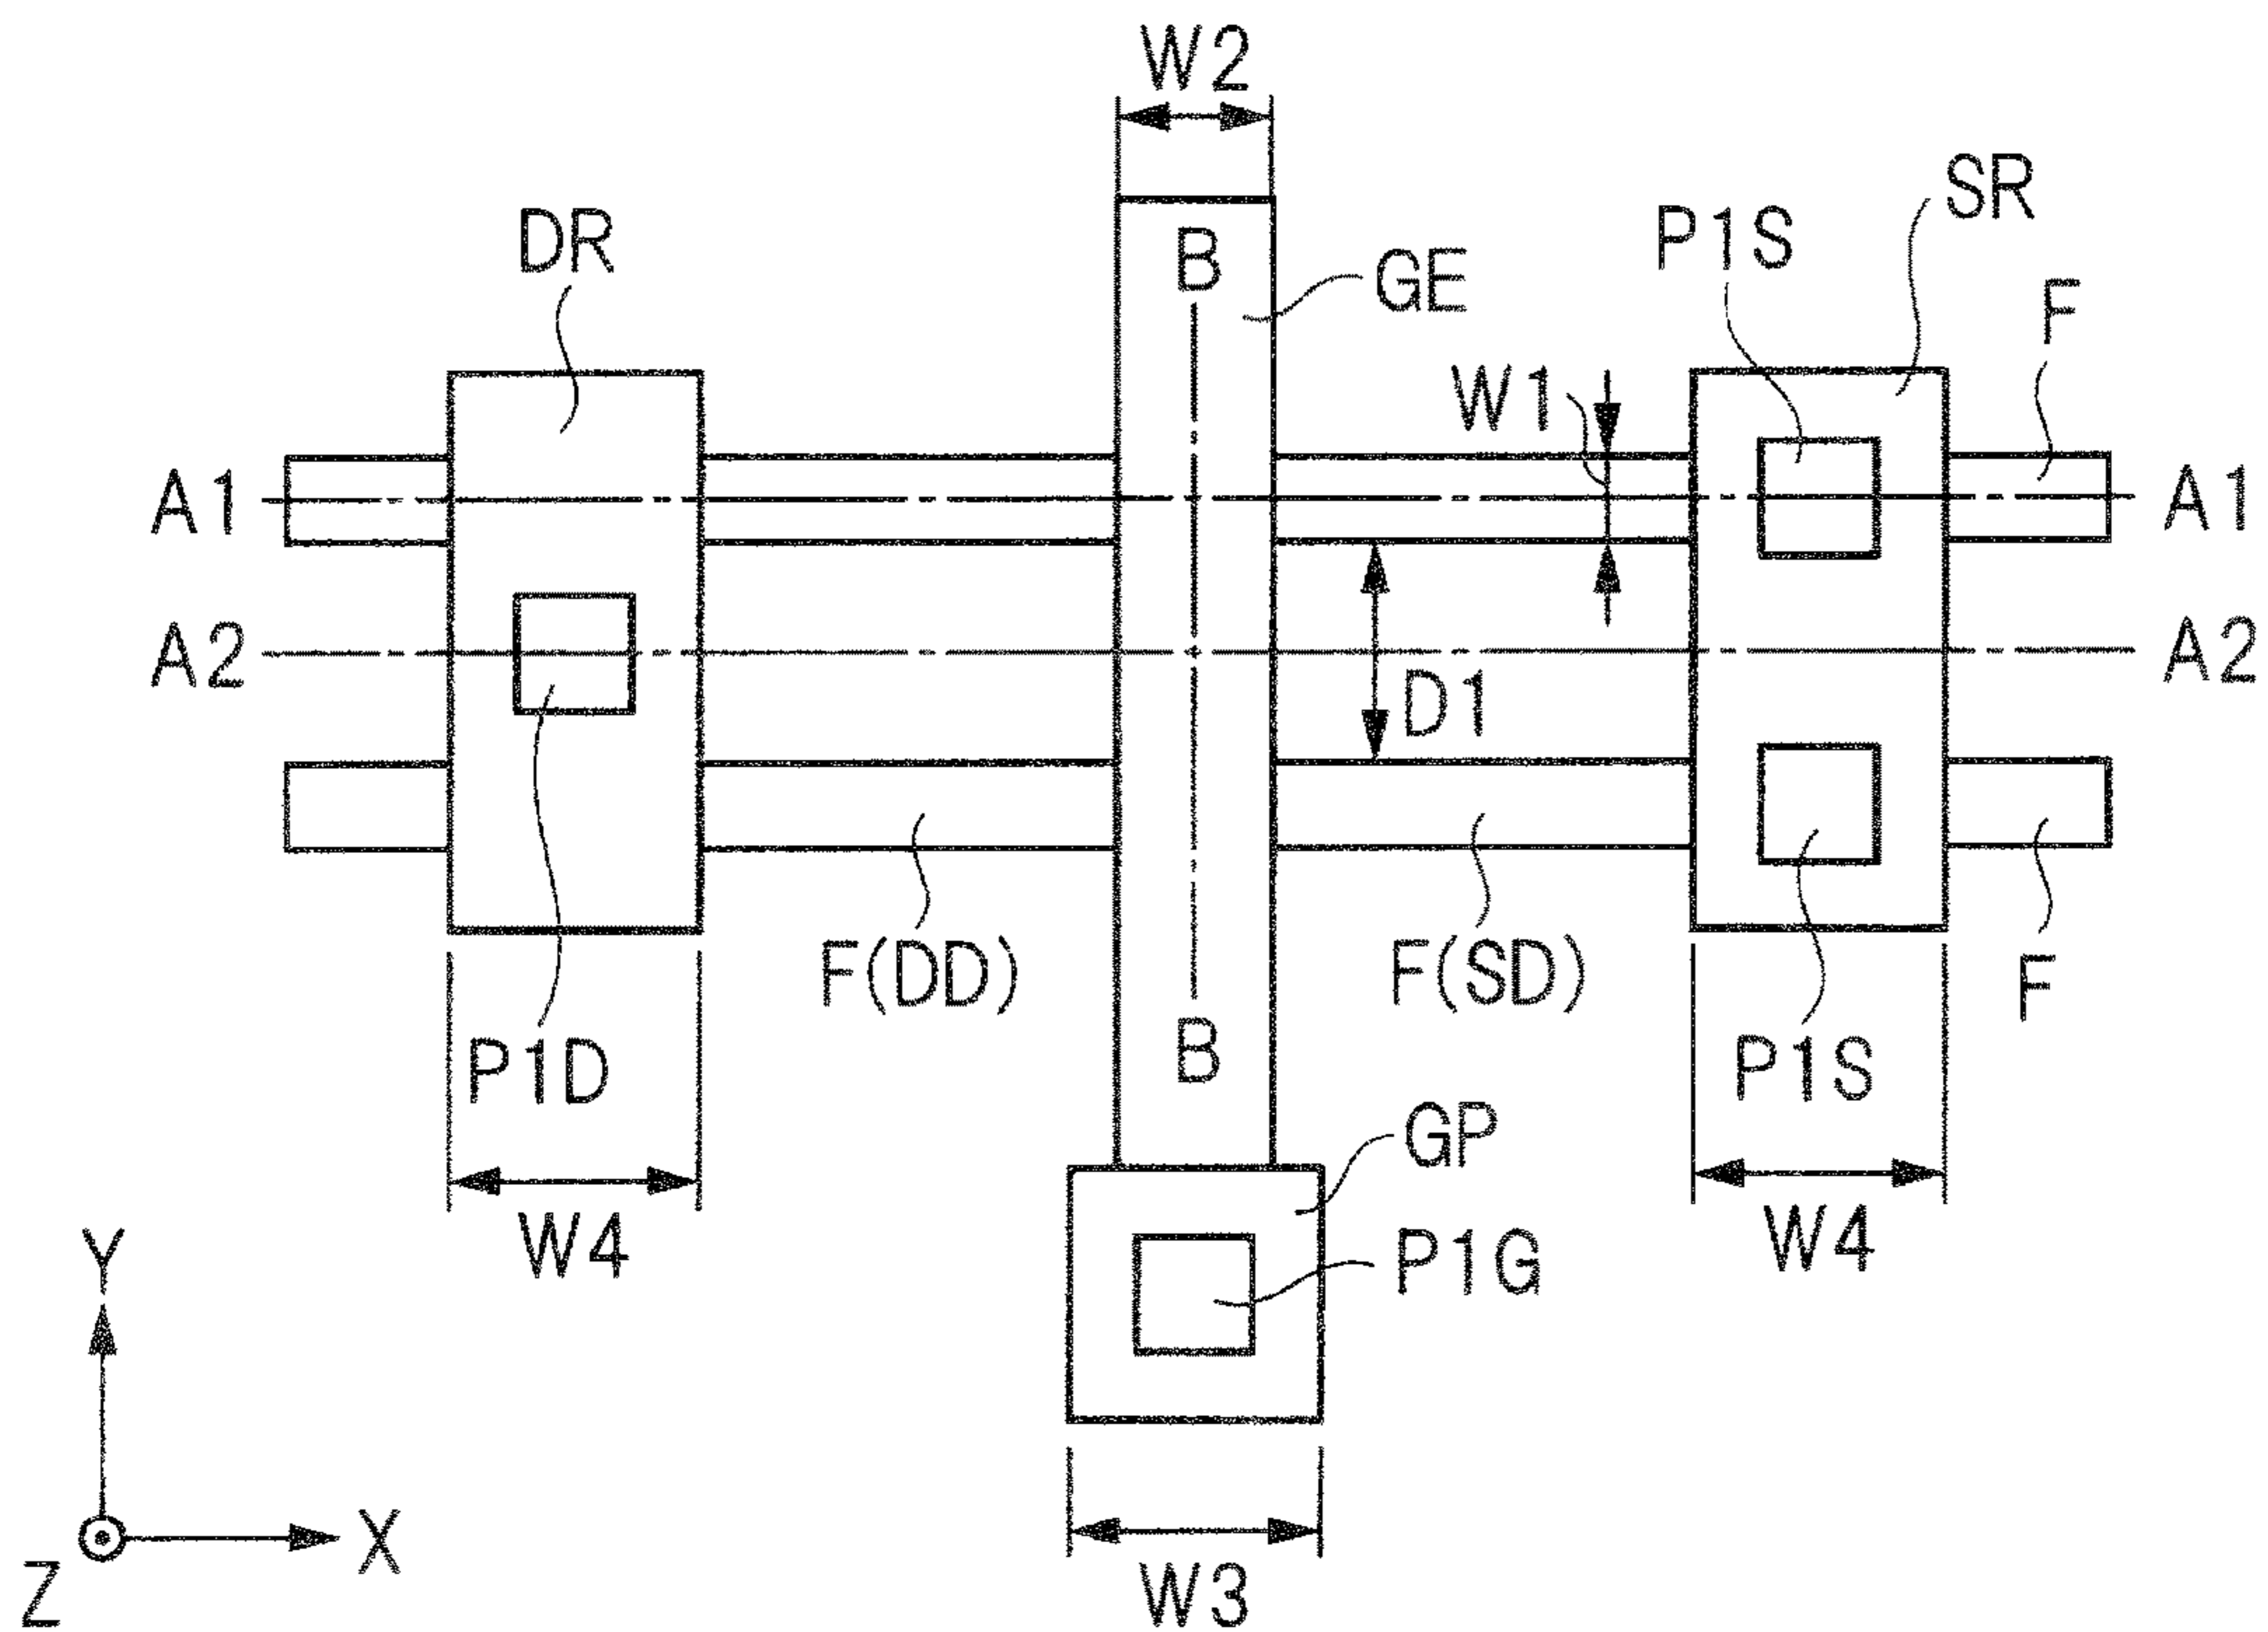 W2
DR
B
GE
P1S
SR
F
W1
A1
A1
A2
A2
D1
F(DD)
F(SD)
F
B
P1D
P1S
GP
W4
P1G
W4
Y
X
Z
W3